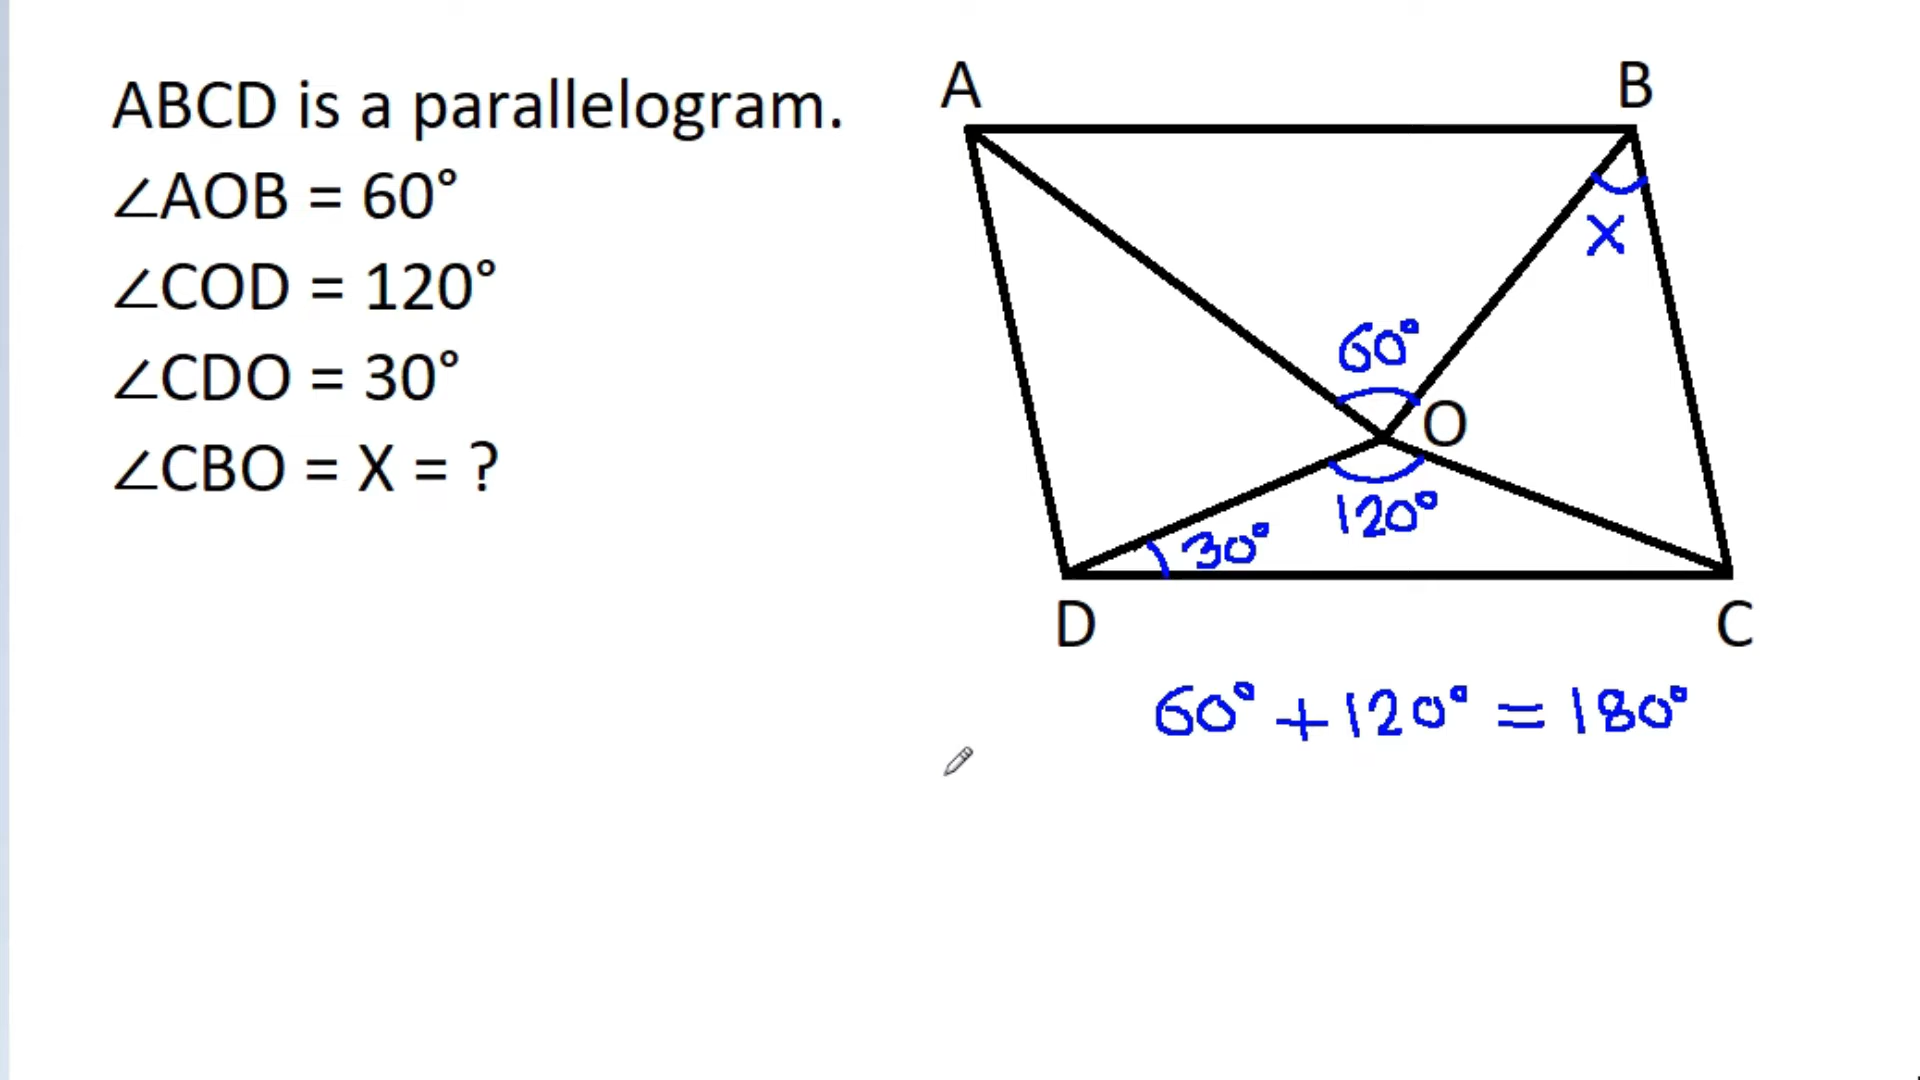 ABCD is a parallelogram.
∠AOB = 60°
∠COD = 120°
∠CDO = 30°
∠CBO = X = ?
A
B
X
60°
O
120°
30°
D
C
60° + 120° = 180°